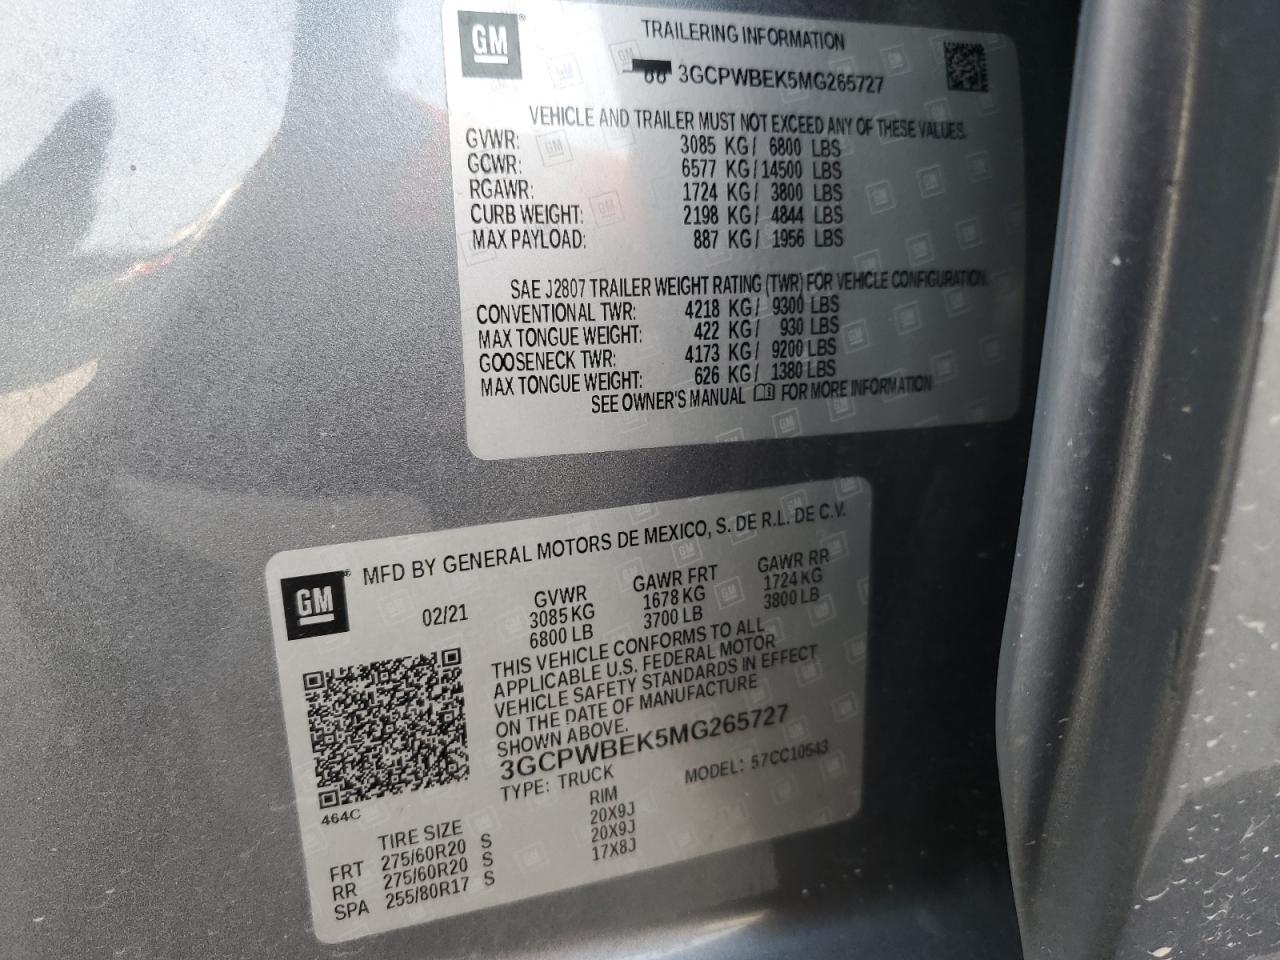 GM
TRAILERING INFORMATION
3GCPWBEK5MG265727
VEHICLE AND TRAILER MUST NOT EXCEED ANY OF THESE VALUES.
GVWR: 3085 KG/ 6800 LBS
GCWR: 6577 KG/14500 LBS
RGAWR: 1724 KG/ 3800 LBS
CURB WEIGHT: 2198 KG/ 4844 LBS
MAX PAYLOAD: 887 KG/ 1956 LBS
SAE J2807 TRAILER WEIGHT RATING (TWR) FOR VEHICLE CONFIGURATION.
CONVENTIONAL TWR: 4218 KG/ 9300 LBS
MAX TONGUE WEIGHT: 422 KG/ 930 LBS
GOOSENECK TWR: 4173 KG/ 9200 LBS
MAX TONGUE WEIGHT: 626 KG/ 1380 LBS
SEE OWNER'S MANUAL FOR MORE INFORMATION
GM
MFD BY GENERAL MOTORS DE MEXICO, S. DE R.L. DE C.V.
02/21 GVWR GAWR FRT GAWR RR
3085 KG 1678 KG 1724 KG
6800 LB 3700 LB 3800 LB
THIS VEHICLE CONFORMS TO ALL
APPLICABLE U.S. FEDERAL MOTOR
VEHICLE SAFETY STANDARDS IN EFFECT
ON THE DATE OF MANUFACTURE
SHOWN ABOVE.
3GCPWBEK5MG265727
TYPE: TRUCK MODEL: 57CC10543
464C
TIRE SIZE RIM
FRT 275/60R20 S 20X9J
RR 275/60R20 S 20X9J
SPA 255/80R17 S 17X8J